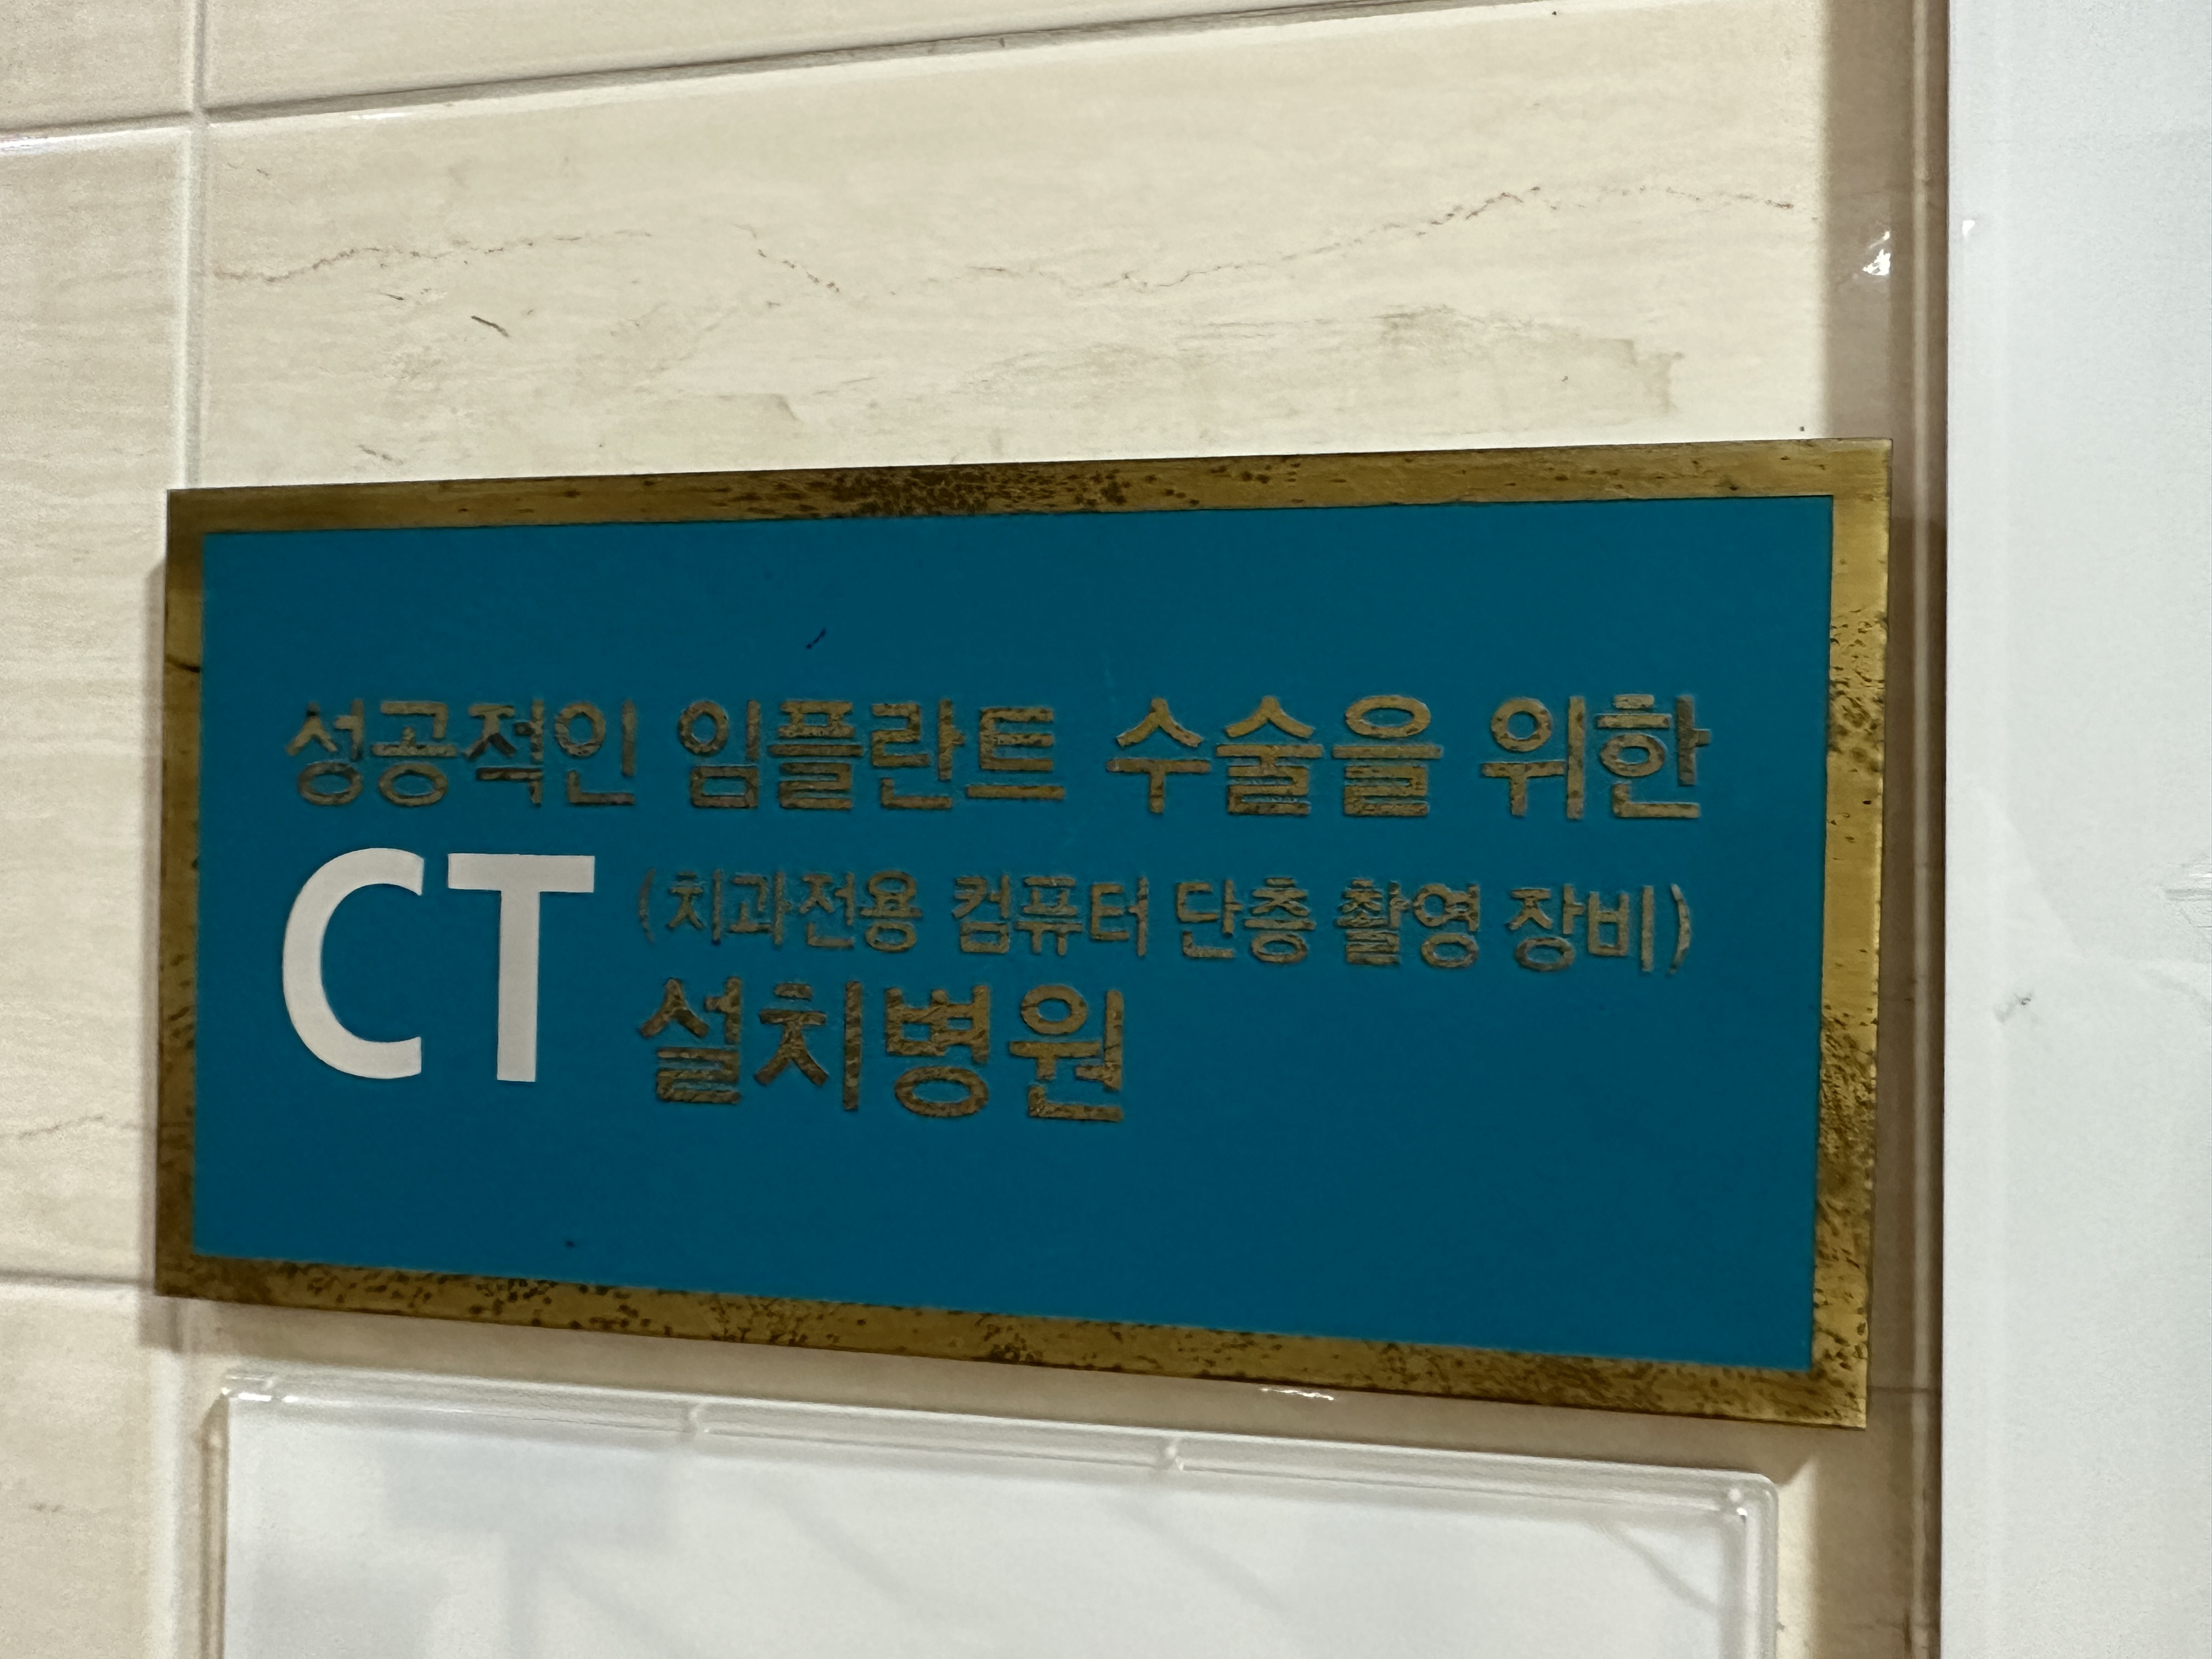 성공적인 임플란트 수술을 위한
CT (치과전용 컴퓨터 단층 촬영 장비)
설치병원